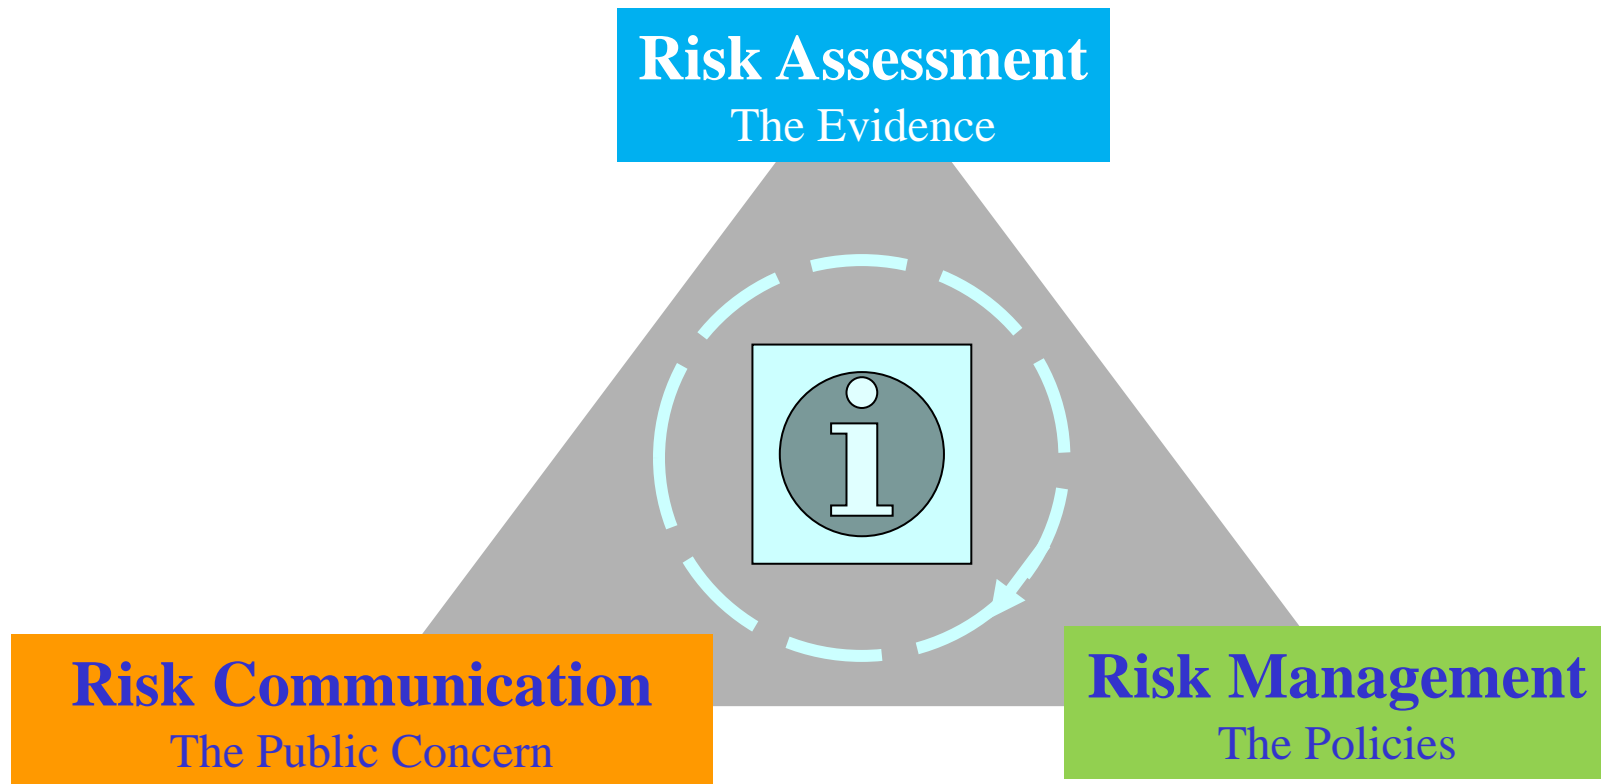 Risk Assessment
The Evidence
i
Risk Communication
The Public Concern
Risk Management
The Policies